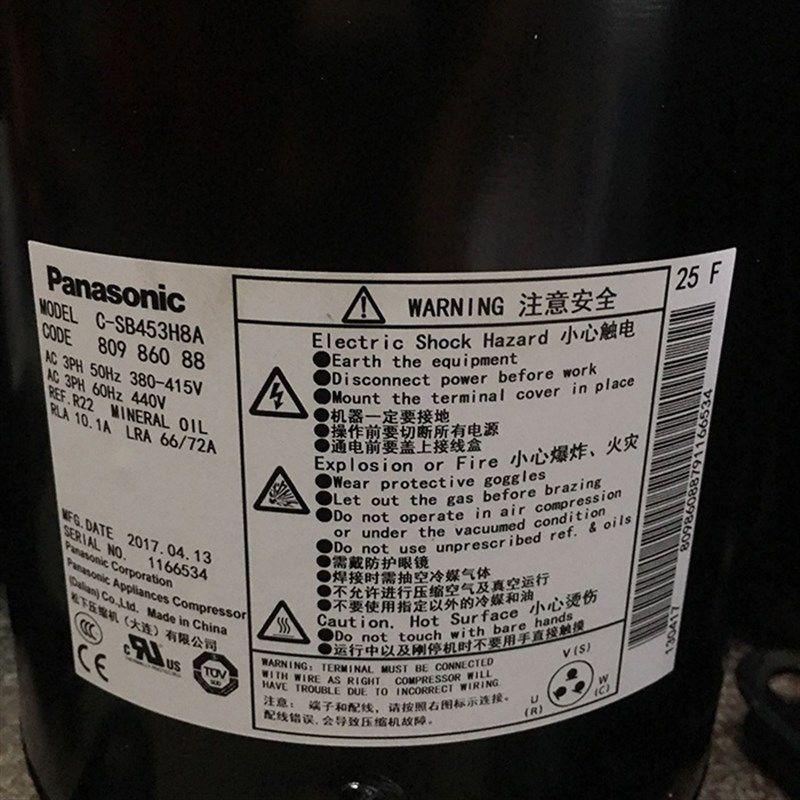 Panasonic
MODEL C-SB453H8A
CODE 809 860 88
AC 3PH 50Hz 380-415V
AC 3PH 60Hz 440V
REF.R22 MINERAL OIL
RLA 10.1A LRA 66/72A
MFG.DATE 2017.04.13
SERIAL NO. 1166534
Panasonic Corporation
Panasonic Appliances Compressor
(Dalian) Co.,Ltd. Made in China
松下压缩机（大连）有限公司
CCC
c RU US
CE
TÜV
SÜD
WARNING 注意安全
Electric Shock Hazard 小心触电
●Earth the equipment
●Disconnect power before work
●Mount the terminal cover in place
●机器一定要接地
●操作前要切断所有电源
●通电前要盖上接线盒
Explosion or Fire 小心爆炸、火灾
●Wear protective goggles
●Let out the gas before brazing
●Do not operate in air compression
or under the vacuumed condition
●Do not use unprescribed ref. & oils
●需戴防护眼镜
●焊接时需抽空冷媒气体
●不允许进行压缩空气及真空运行
●不要使用指定以外的冷媒和油
Caution. Hot Surface 小心烫伤
●Do not touch with bare hands
●运行中以及刚停机时不要用手直接触摸
WARNING: TERMINAL MUST BE CONNECTED
WITH WIRE AS RIGHT COMPRESSOR WILL
HAVE TROUBLE DUE TO INCORRECT WIRING.
注意: 端子和配线, 请按照右图标示连接。
配线错误, 会导致压缩机故障。
V(S)
U
(R)
W
(C)
25 F
8098608879 1166534
130417